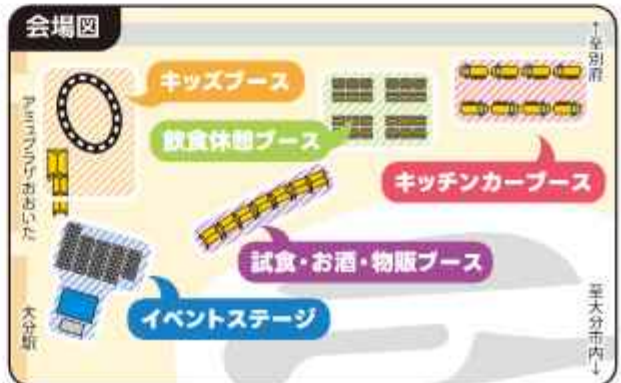 会場図
↑至別府
キッズブース
飲食休憩ブース
キッチンカーブース
アミュプラザおおいた
試食・お酒・物販ブース
イベントステージ
大分駅
至大分市内↓